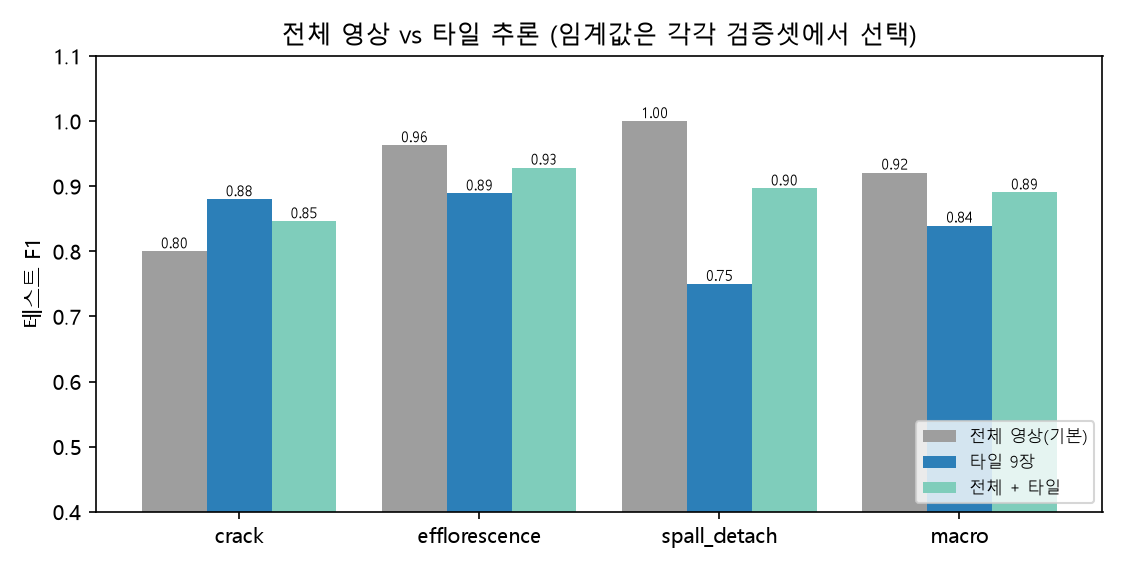 전체 영상 vs 타일 추론 (임계값은 각각 검증셋에서 선택)
테스트 F1
1.1
1.0
0.9
0.8
0.7
0.6
0.5
0.4
0.80
0.88
0.85
0.96
0.89
0.93
1.00
0.75
0.90
0.92
0.84
0.89
전체 영상(기본)
타일 9장
전체 + 타일
crack
efflorescence
spall_detach
macro